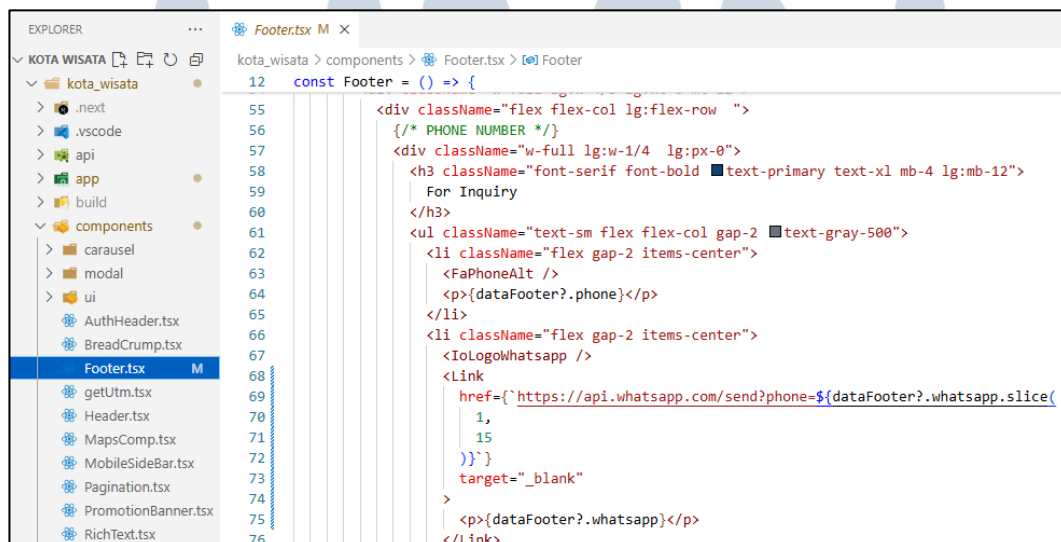 EXPLORER ...
KOTA WISATA
kota_wisata
.next
.vscode
api
app
build
components
carausel
modal
ui
AuthHeader.tsx
BreadCrump.tsx
Footer.tsx M
getUtm.tsx
Header.tsx
MapsComp.tsx
MobileSideBar.tsx
Pagination.tsx
PromotionBanner.tsx
RichText.tsx
Footer.tsx M
kota_wisata > components > Footer.tsx > Footer
12 const Footer = () => {
55 <div className="flex flex-col lg:flex-row  ">
56 {/* PHONE NUMBER */}
57 <div className="w-full lg:w-1/4  lg:px-0">
58 <h3 className="font-serif font-bold text-primary text-xl mb-4 lg:mb-12">
59 For Inquiry
60 </h3>
61 <ul className="text-sm flex flex-col gap-2 text-gray-500">
62 <li className="flex gap-2 items-center">
63 <FaPhoneAlt />
64 <p>{dataFooter?.phone}</p>
65 </li>
66 <li className="flex gap-2 items-center">
67 <IoLogoWhatsapp />
68 <Link
69 href={`https://api.whatsapp.com/send?phone=${dataFooter?.whatsapp.slice(
70 1,
71 15
72 )}`}
73 target="_blank"
74 >
75 <p>{dataFooter?.whatsapp}</p>
76 </Link>